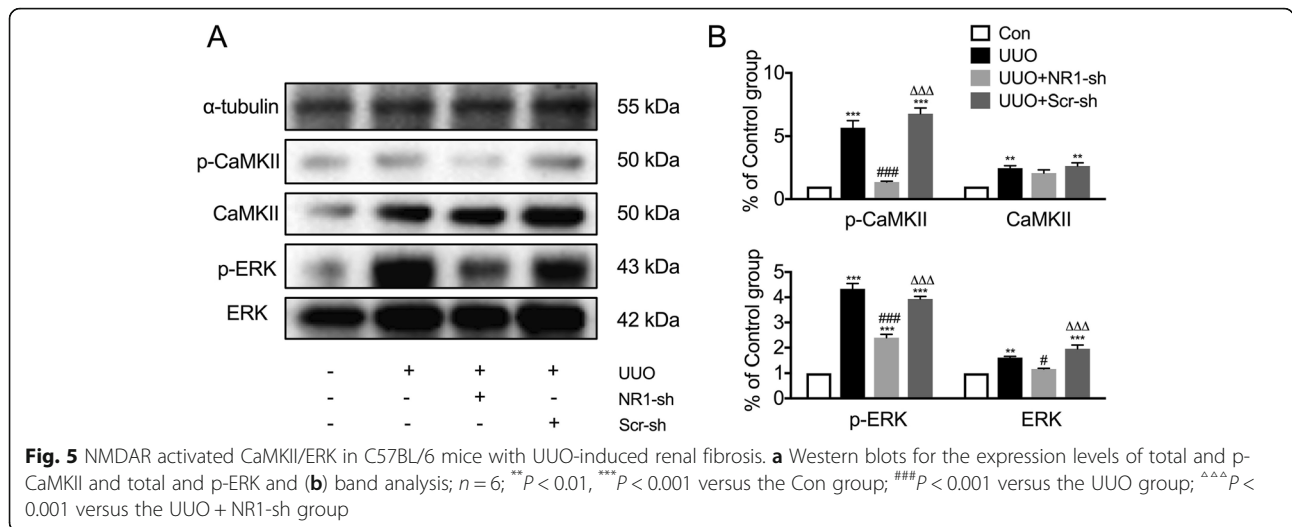 A
α-tubulin 55 kDa
p-CaMKII 50 kDa
CaMKII 50 kDa
p-ERK 43 kDa
ERK 42 kDa
- + + + UUO
- - + - NR1-sh
- - - + Scr-sh
B
Con
UUO
UUO+NR1-sh
UUO+Scr-sh
% of Control group
10
5
0
*** ### ΔΔΔ *** ** **
p-CaMKII CaMKII
% of Control group
5
4
3
2
1
0
*** ### *** ΔΔΔ *** ** # ΔΔΔ ***
p-ERK ERK
Fig. 5 NMDAR activated CaMKII/ERK in C57BL/6 mice with UUO-induced renal fibrosis. a Western blots for the expression levels of total and p-
CaMKII and total and p-ERK and (b) band analysis; n = 6; **P < 0.01, ***P < 0.001 versus the Con group; ###P < 0.001 versus the UUO group; △△△P <
0.001 versus the UUO + NR1-sh group